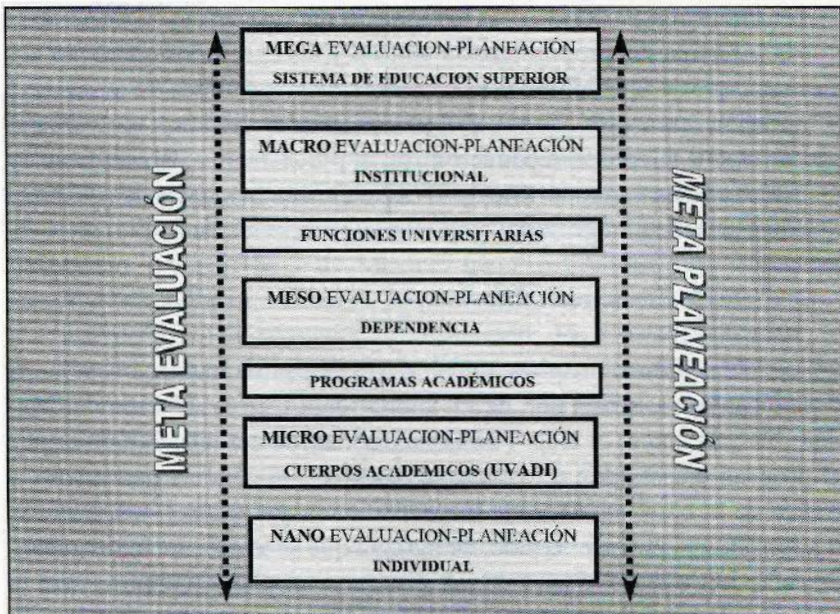 MEGA EVALUACION-PLANEACIÓN
SISTEMA DE EDUCACION SUPERIOR
MACRO EVALUACION-PLANEACIÓN
INSTITUCIONAL
FUNCIONES UNIVERSITARIAS
MESO EVALUACION-PLANEACIÓN
DEPENDENCIA
PROGRAMAS ACADÉMICOS
MICRO EVALUACION-PLANEACIÓN
CUERPOS ACADEMICOS (UVADI)
NANO EVALUACION-PLANEACIÓN
INDIVIDUAL
META EVALUACIÓN
META PLANEACIÓN